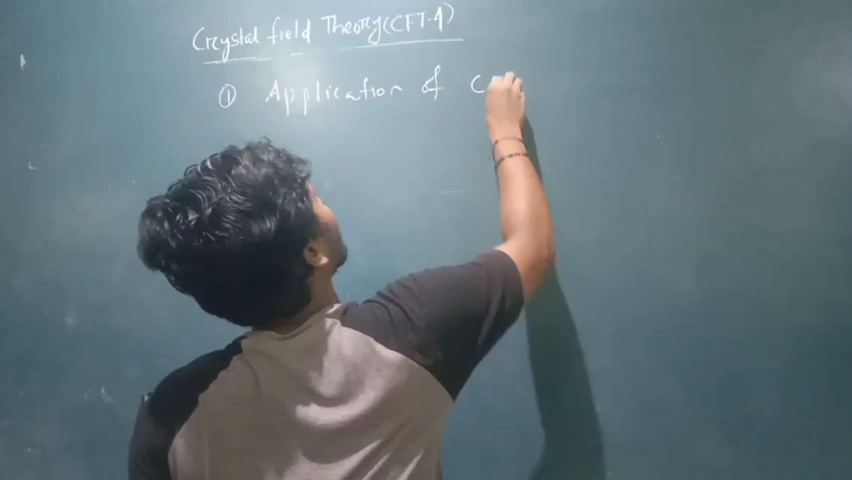 Crystal field Theory(CFT-4)
① Application of C